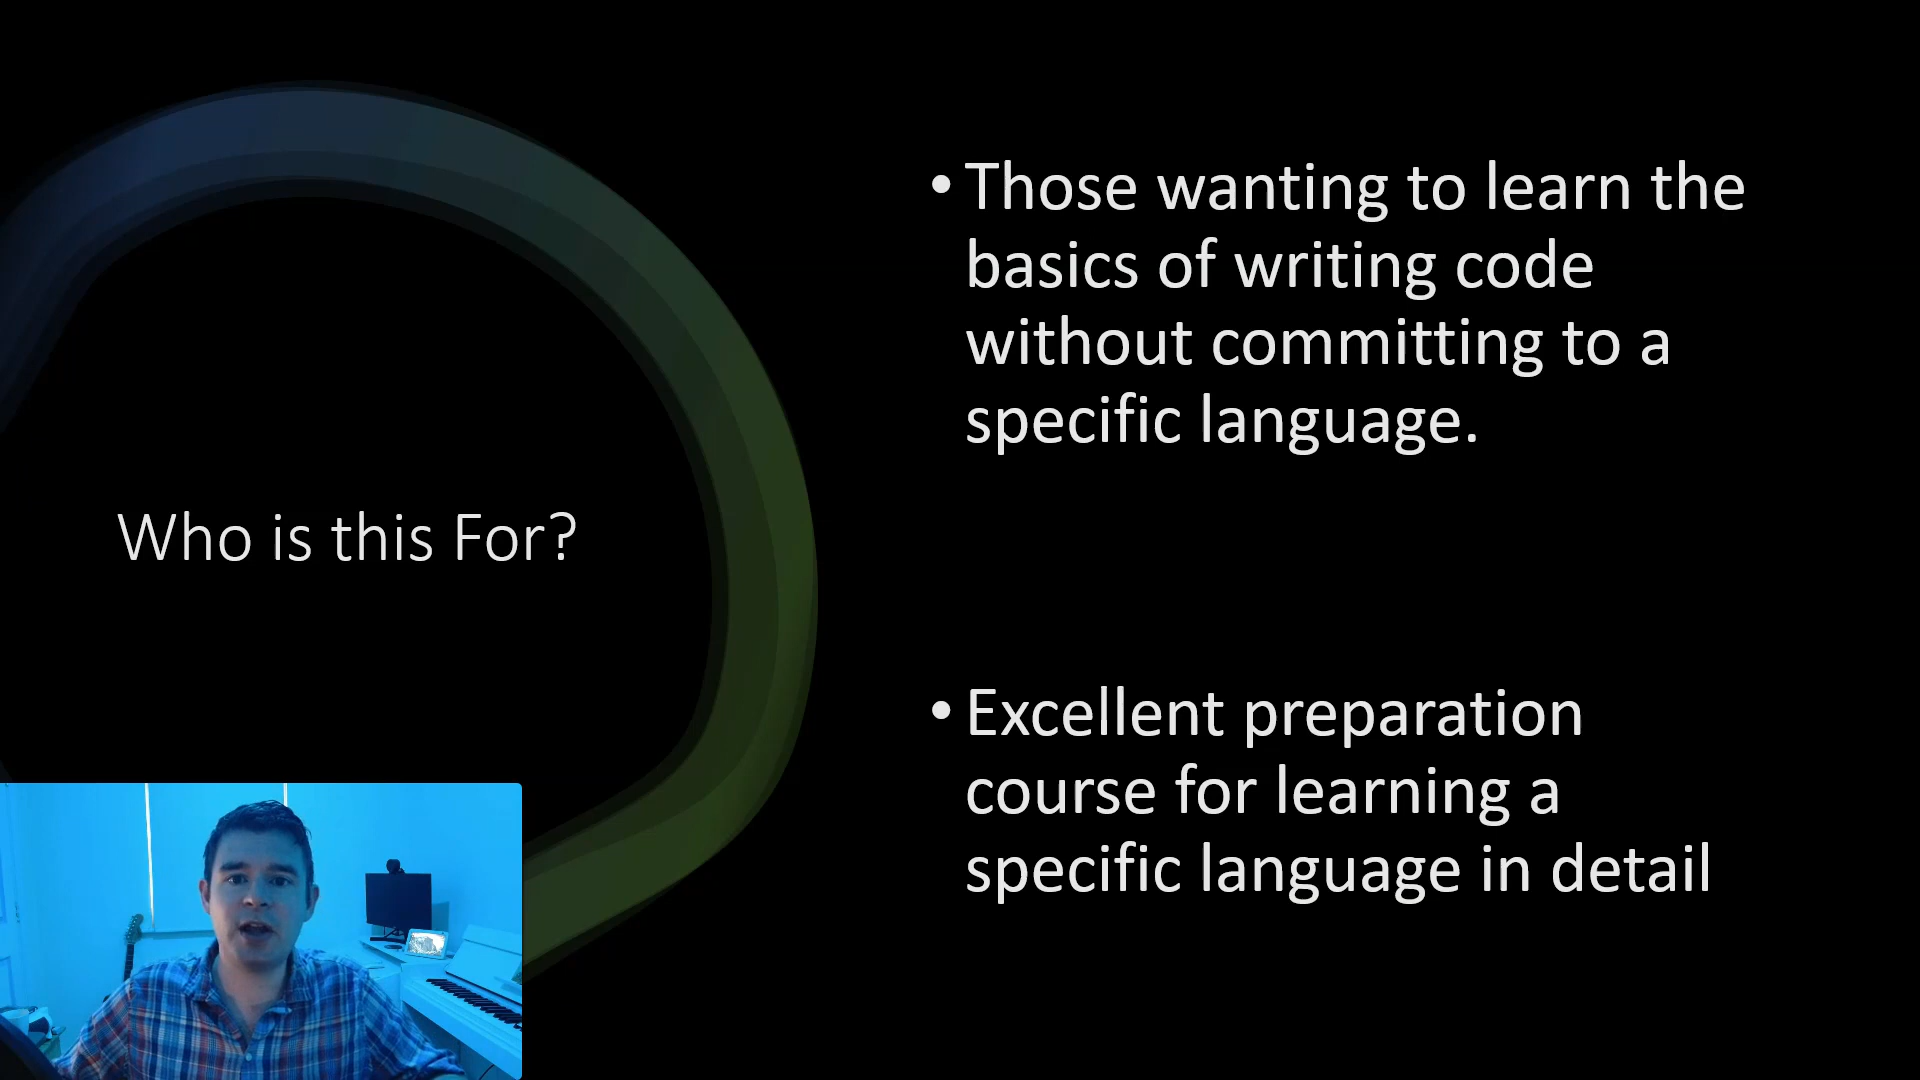 Who is this For?
• Those wanting to learn the
basics of writing code
without committing to a
specific language.
• Excellent preparation
course for learning a
specific language in detail